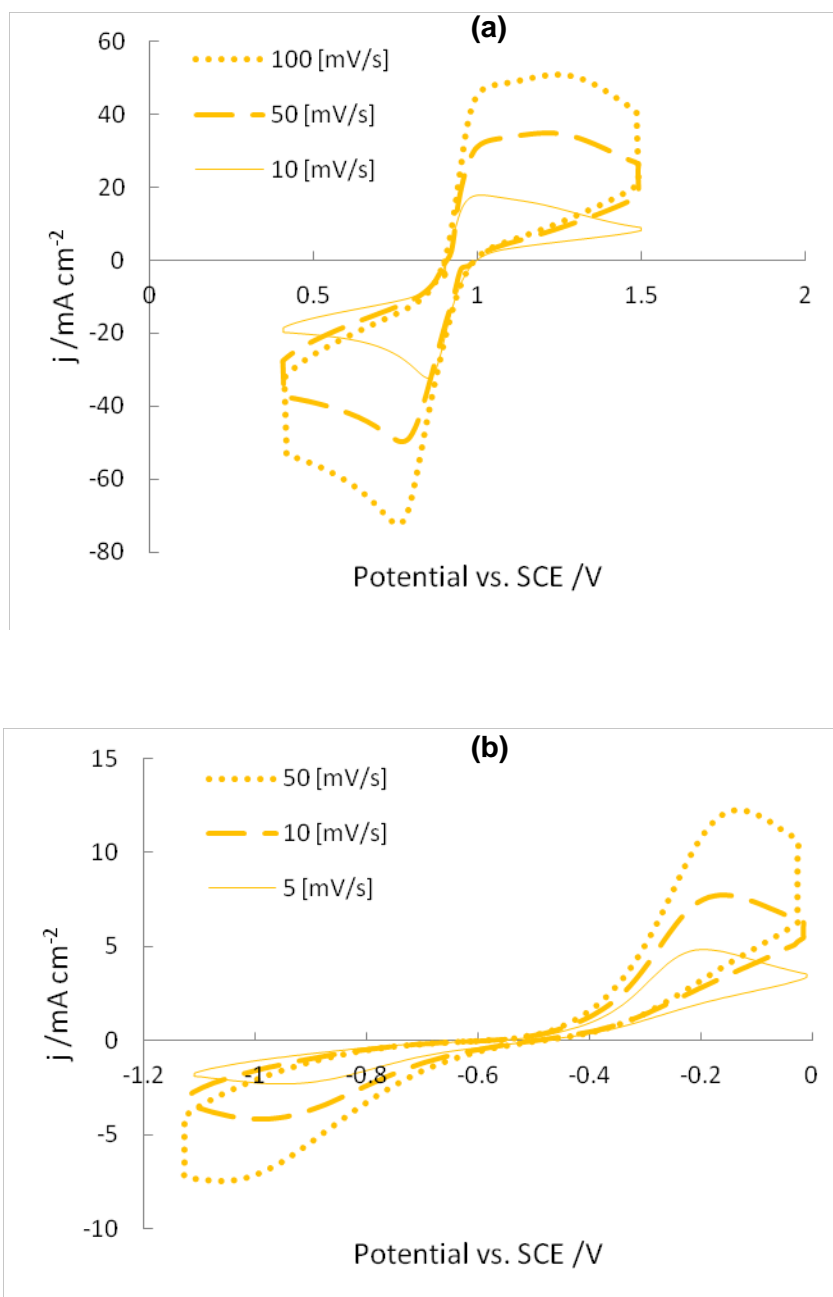 (a)
100 [mV/s]
50 [mV/s]
10 [mV/s]
60
40
20
0
-20
-40
-60
-80
0
0.5
1
1.5
2
j /mA cm-2
Potential vs. SCE /V
(b)
50 [mV/s]
10 [mV/s]
5 [mV/s]
15
10
5
0
-5
-10
-1.2
-1
-0.8
-0.6
-0.4
-0.2
0
j /mA cm-2
Potential vs. SCE /V